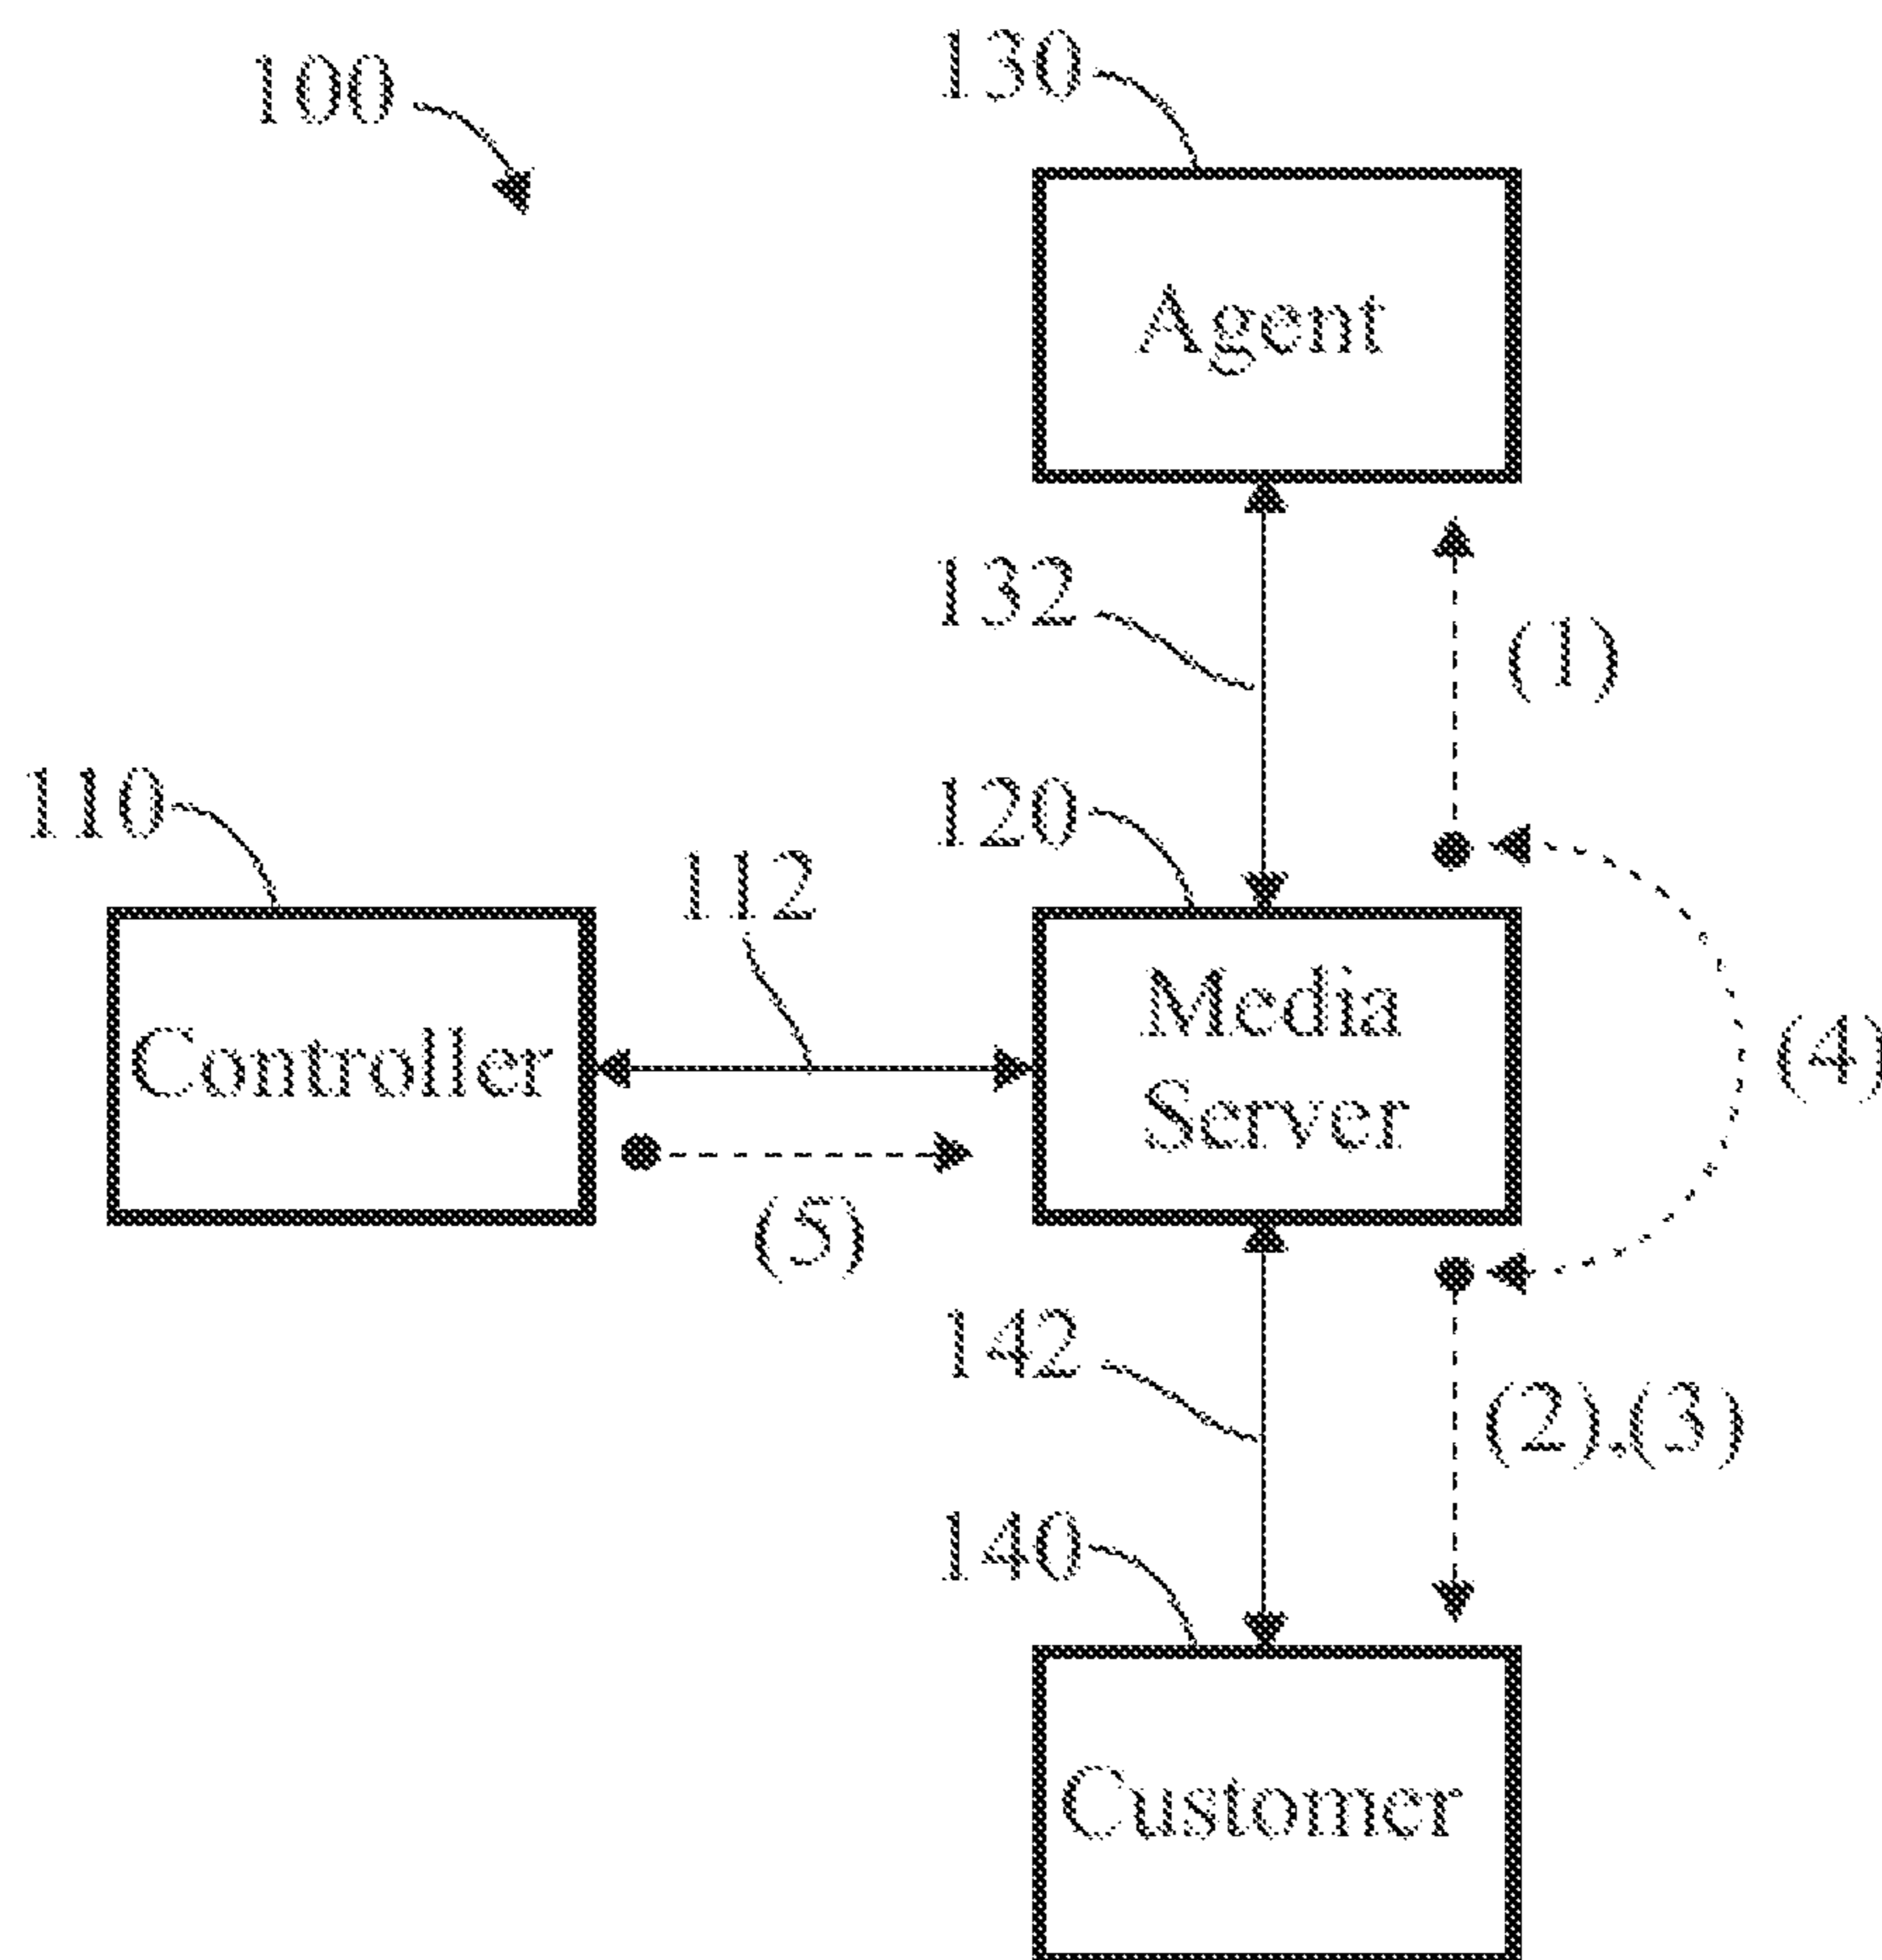 100
130
Agent
132
(1)
110
112
120
Controller
Media
Server
(4)
(5)
142
(2),(3)
140
Customer